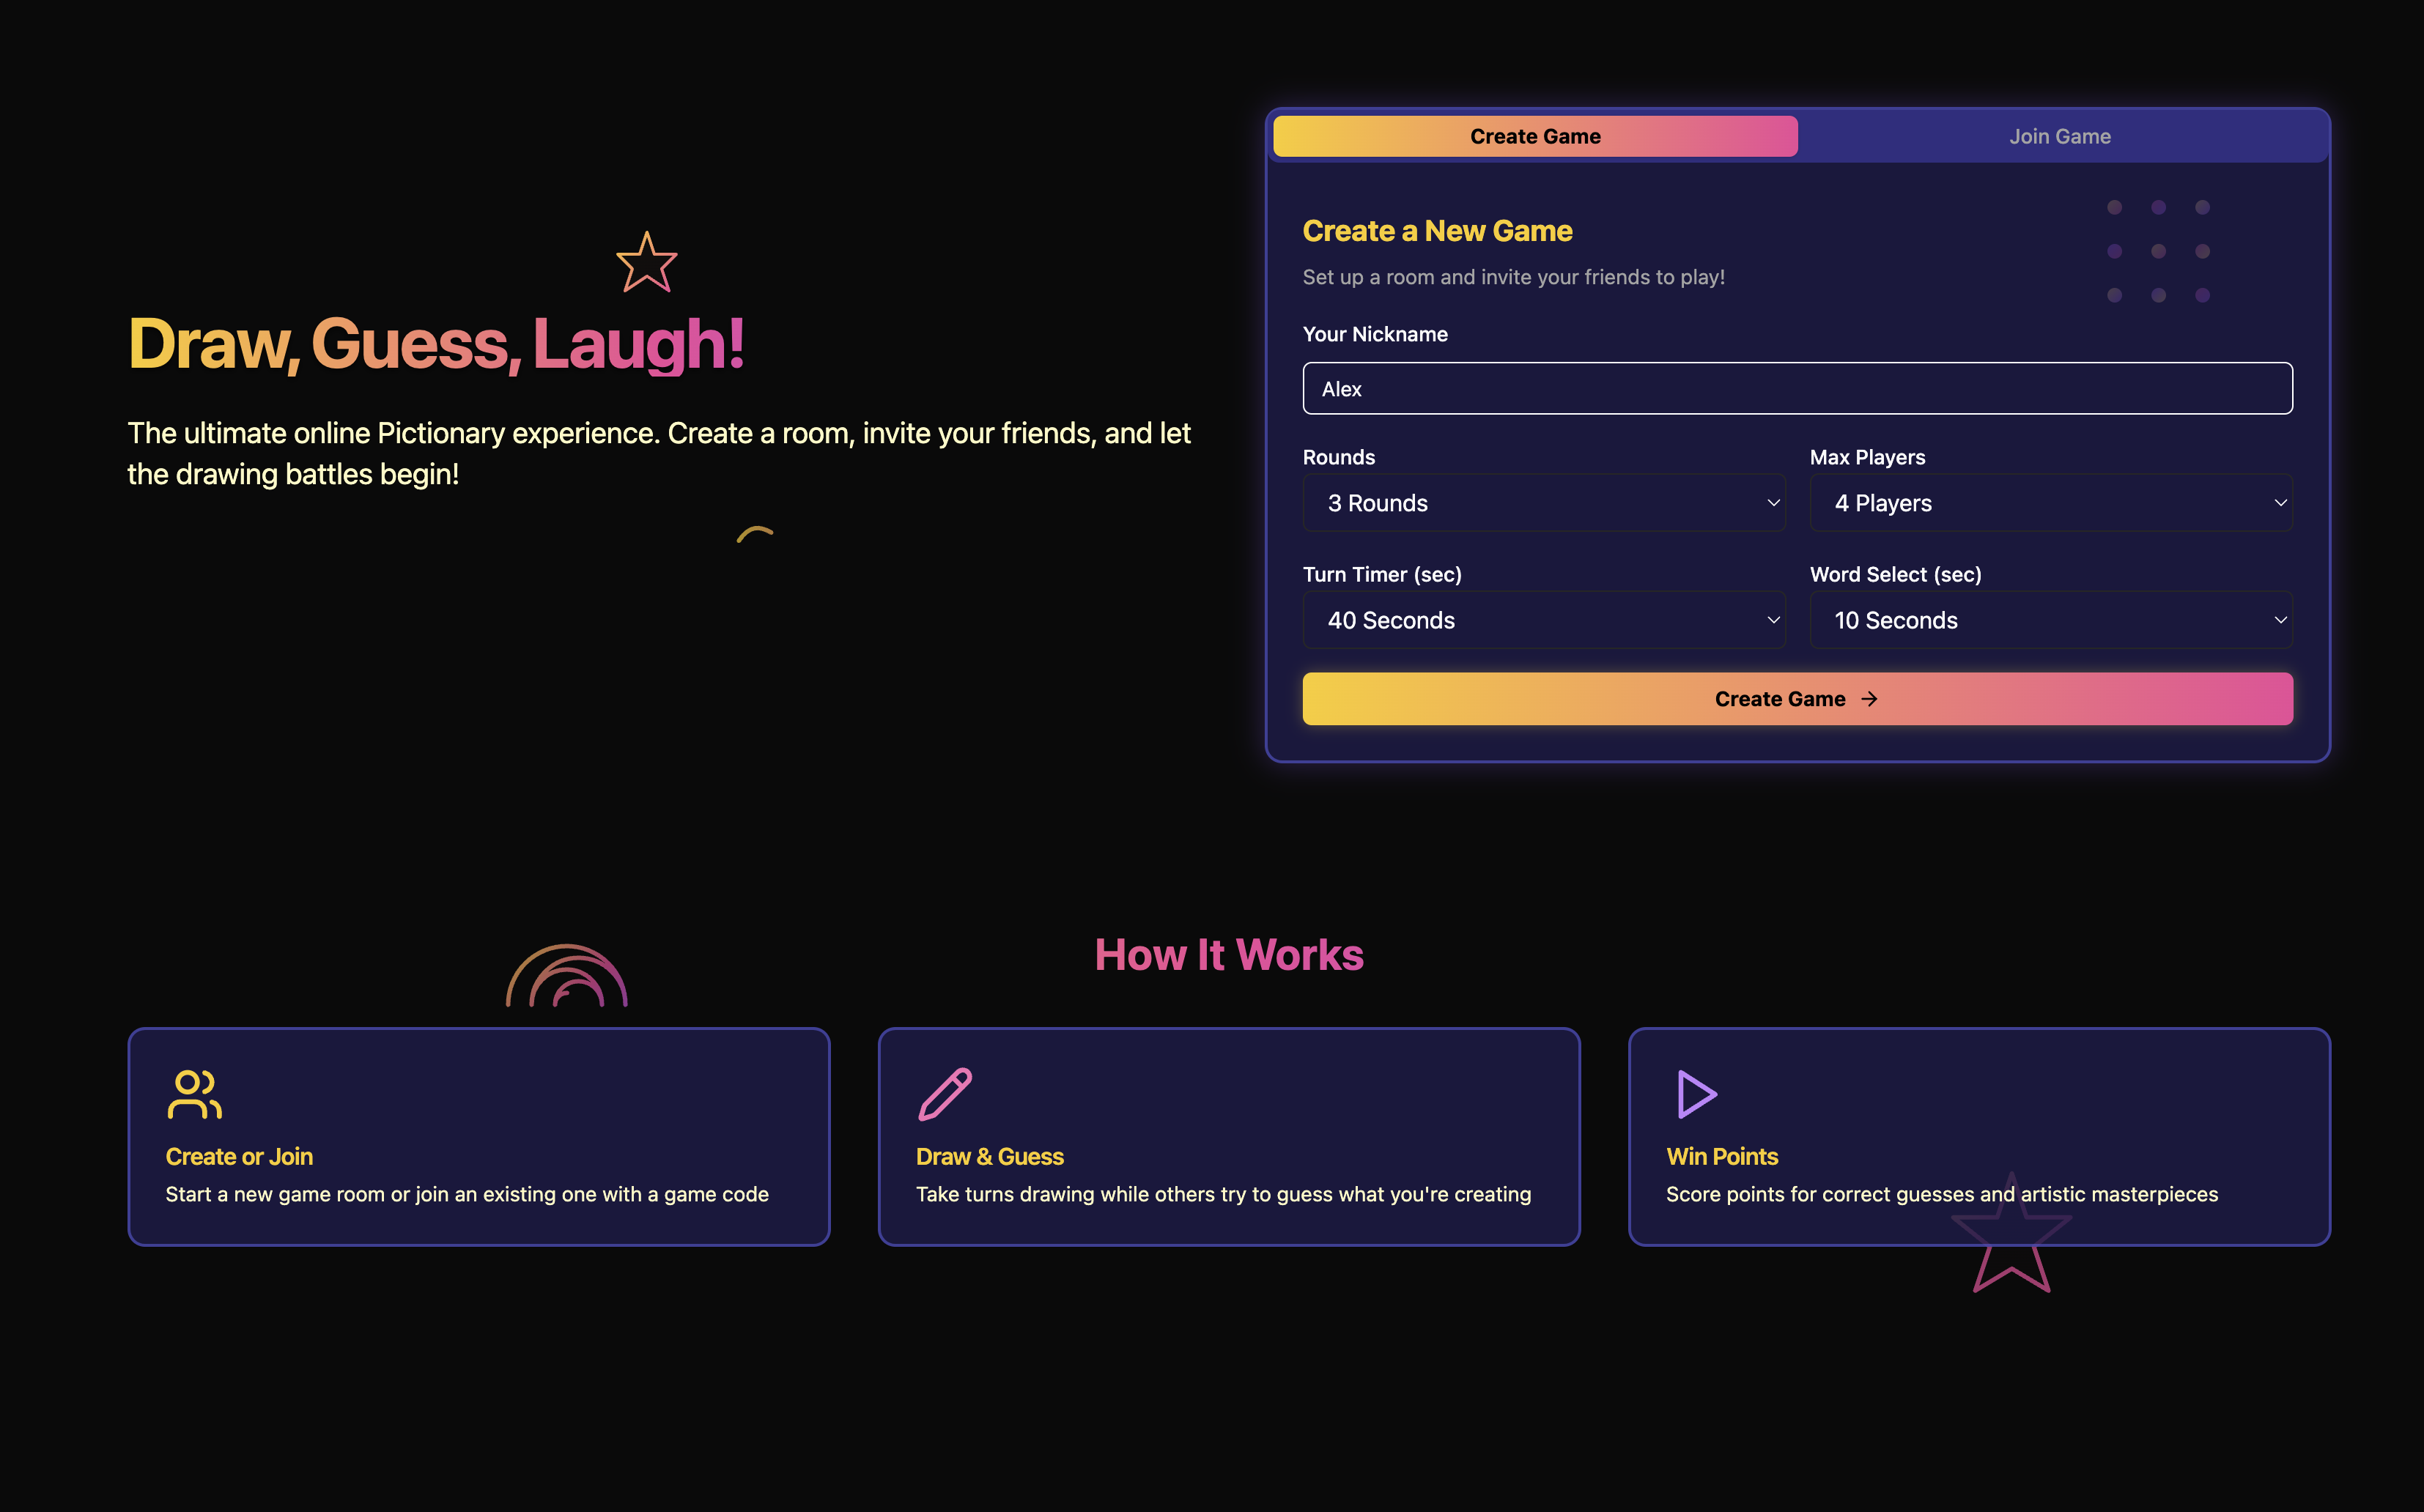 Draw, Guess, Laugh!
The ultimate online Pictionary experience. Create a room, invite your friends, and let
the drawing battles begin!
Create Game
Join Game
Create a New Game
Set up a room and invite your friends to play!
Your Nickname
Alex
Rounds
Max Players
3 Rounds
4 Players
Turn Timer (sec)
Word Select (sec)
40 Seconds
10 Seconds
Create Game →
How It Works
Create or Join
Start a new game room or join an existing one with a game code
Draw & Guess
Take turns drawing while others try to guess what you're creating
Win Points
Score points for correct guesses and artistic masterpieces